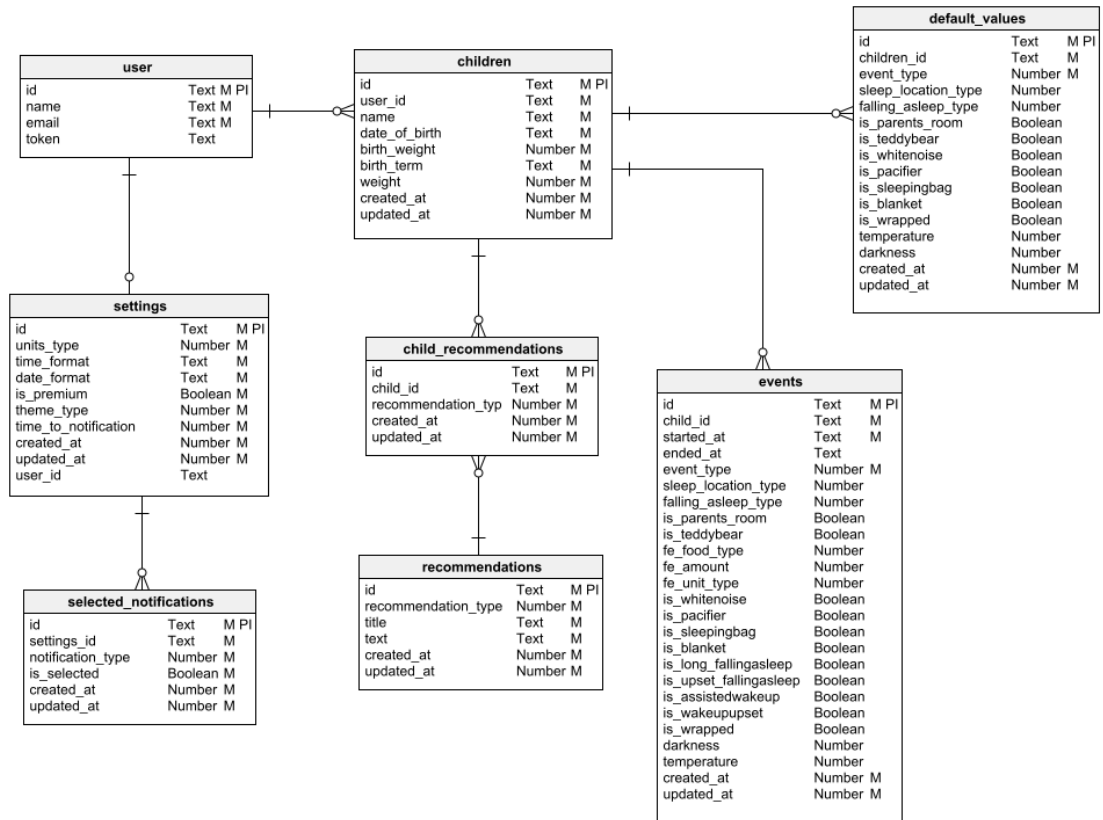 user
id Text M PI
name Text M
email Text M
token Text
children
id Text M PI
user_id Text M
name Text M
date_of_birth Text M
birth_weight Number M
birth_term Text M
weight Number M
created_at Number M
updated_at Number M
default_values
id Text M PI
children_id Text M
event_type Number M
sleep_location_type Number
falling_asleep_type Number
is_parents_room Boolean
is_teddybear Boolean
is_whitenoise Boolean
is_pacifier Boolean
is_sleepingbag Boolean
is_blanket Boolean
is_wrapped Boolean
temperature Number
darkness Number
created_at Number M
updated_at Number M
settings
id Text M PI
units_type Number M
time_format Text M
date_format Text M
is_premium Boolean M
theme_type Number M
time_to_notification Number M
created_at Number M
updated_at Number M
user_id Text
child_recommendations
id Text M PI
child_id Text M
recommendation_typ Number M
created_at Number M
updated_at Number M
events
id Text M PI
child_id Text M
started_at Text M
ended_at Text
event_type Number M
sleep_location_type Number
falling_asleep_type Number
is_parents_room Boolean
is_teddybear Boolean
fe_food_type Number
fe_amount Number
fe_unit_type Number
is_whitenoise Boolean
is_pacifier Boolean
is_sleepingbag Boolean
is_blanket Boolean
is_long_fallingasleep Boolean
is_upset_fallingasleep Boolean
is_assistedwakeup Boolean
is_wakeupupset Boolean
is_wrapped Boolean
darkness Number
temperature Number
created_at Number M
updated_at Number M
selected_notifications
id Text M PI
settings_id Text M
notification_type Number M
is_selected Boolean M
created_at Number M
updated_at Number M
recommendations
id Text M PI
recommendation_type Number M
title Text M
text Text M
created_at Number M
updated_at Number M